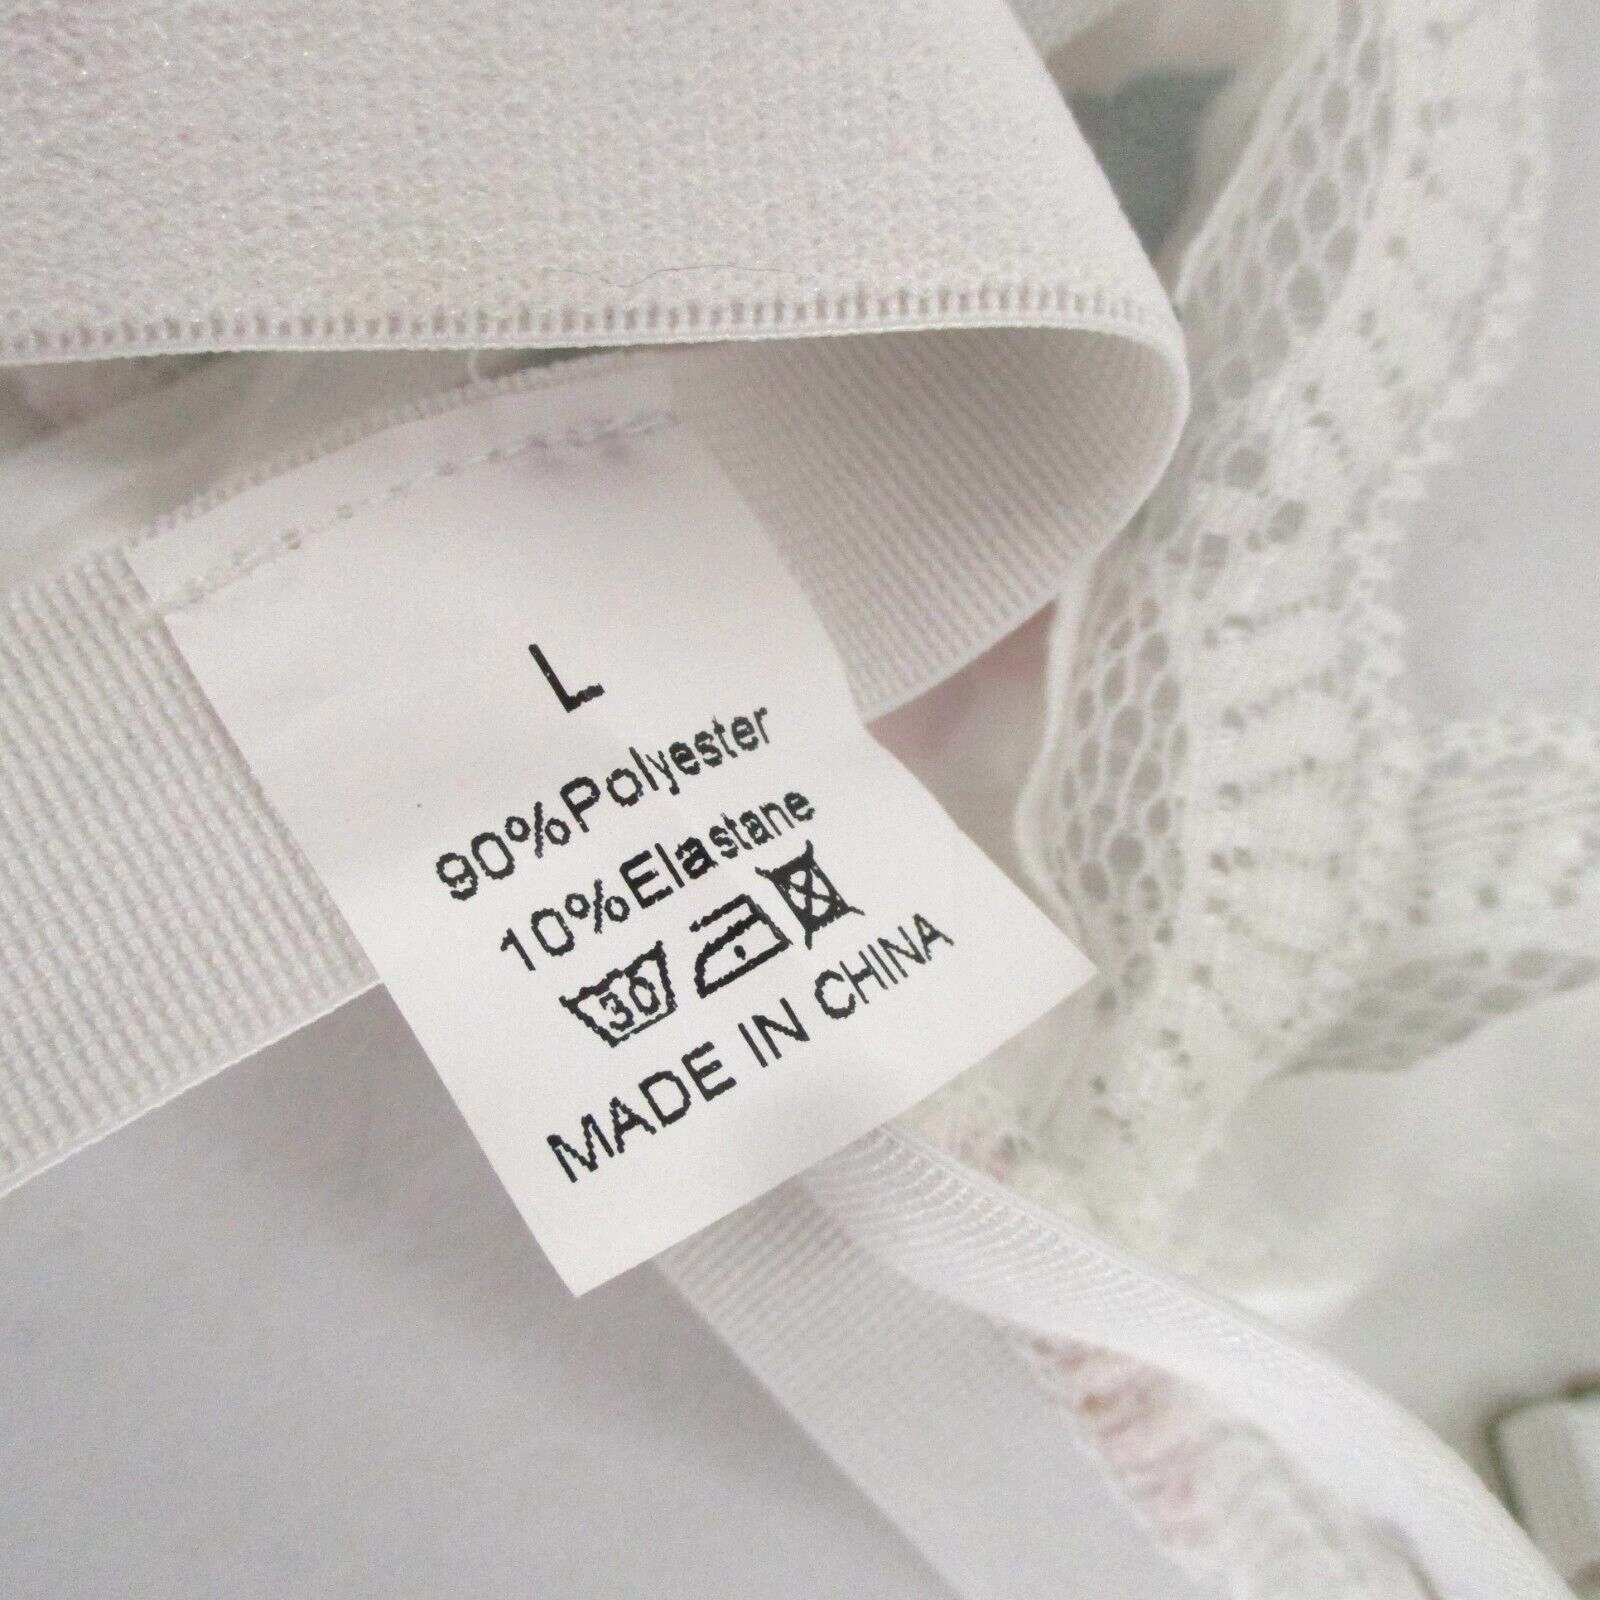 L
90%Polyester
10%Elastane
30
MADE IN CHINA